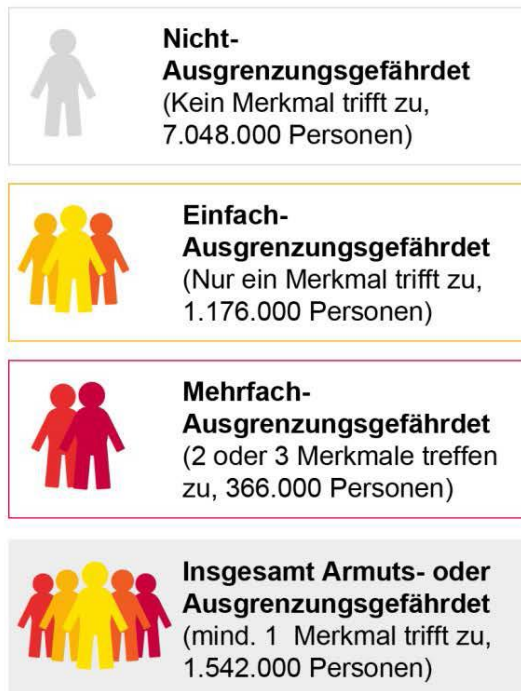 Nicht-
Ausgrenzungsgefährdet
(Kein Merkmal trifft zu,
7.048.000 Personen)
Einfach-
Ausgrenzungsgefährdet
(Nur ein Merkmal trifft zu,
1.176.000 Personen)
Mehrfach-
Ausgrenzungsgefährdet
(2 oder 3 Merkmale treffen
zu, 366.000 Personen)
Insgesamt Armuts- oder
Ausgrenzungsgefährdet
(mind. 1 Merkmal trifft zu,
1.542.000 Personen)